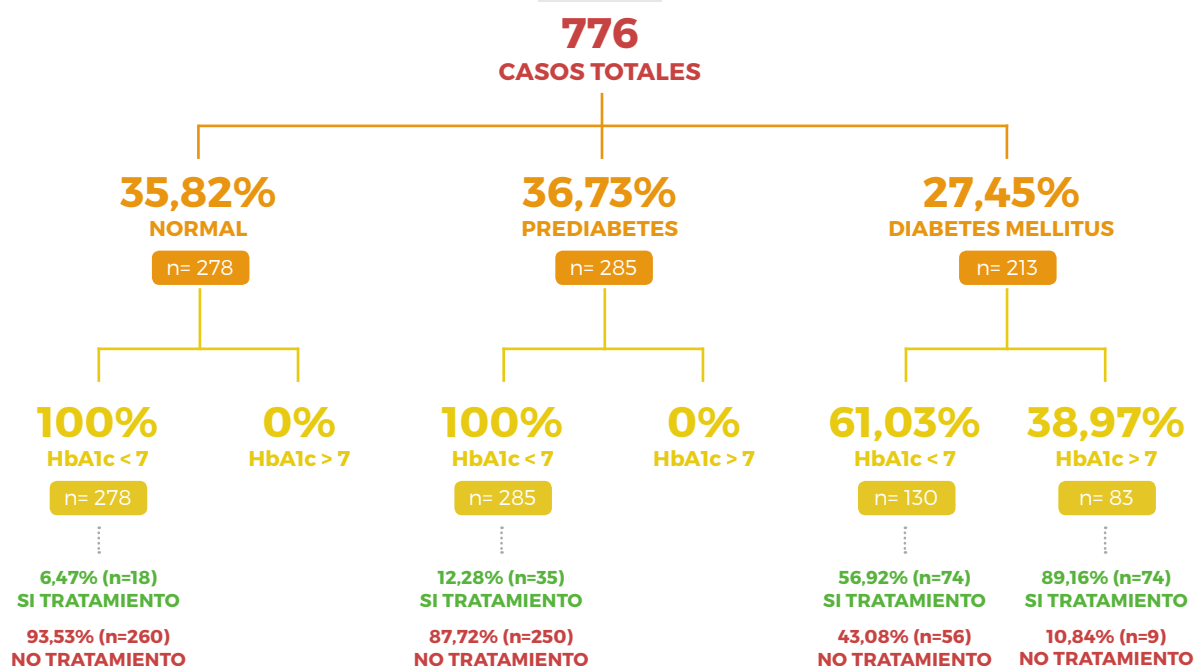 776
CASOS TOTALES
35,82%
NORMAL
n= 278
36,73%
PREDIABETES
n= 285
27,45%
DIABETES MELLITUS
n= 213
100%
HbA1c < 7
n= 278
0%
HbA1c > 7
100%
HbA1c < 7
n= 285
0%
HbA1c > 7
61,03%
HbA1c < 7
n= 130
38,97%
HbA1c > 7
n= 83
6,47% (n=18)
SI TRATAMIENTO
93,53% (n=260)
NO TRATAMIENTO
12,28% (n=35)
SI TRATAMIENTO
87,72% (n=250)
NO TRATAMIENTO
56,92% (n=74)
SI TRATAMIENTO
43,08% (n=56)
NO TRATAMIENTO
89,16% (n=74)
SI TRATAMIENTO
10,84% (n=9)
NO TRATAMIENTO